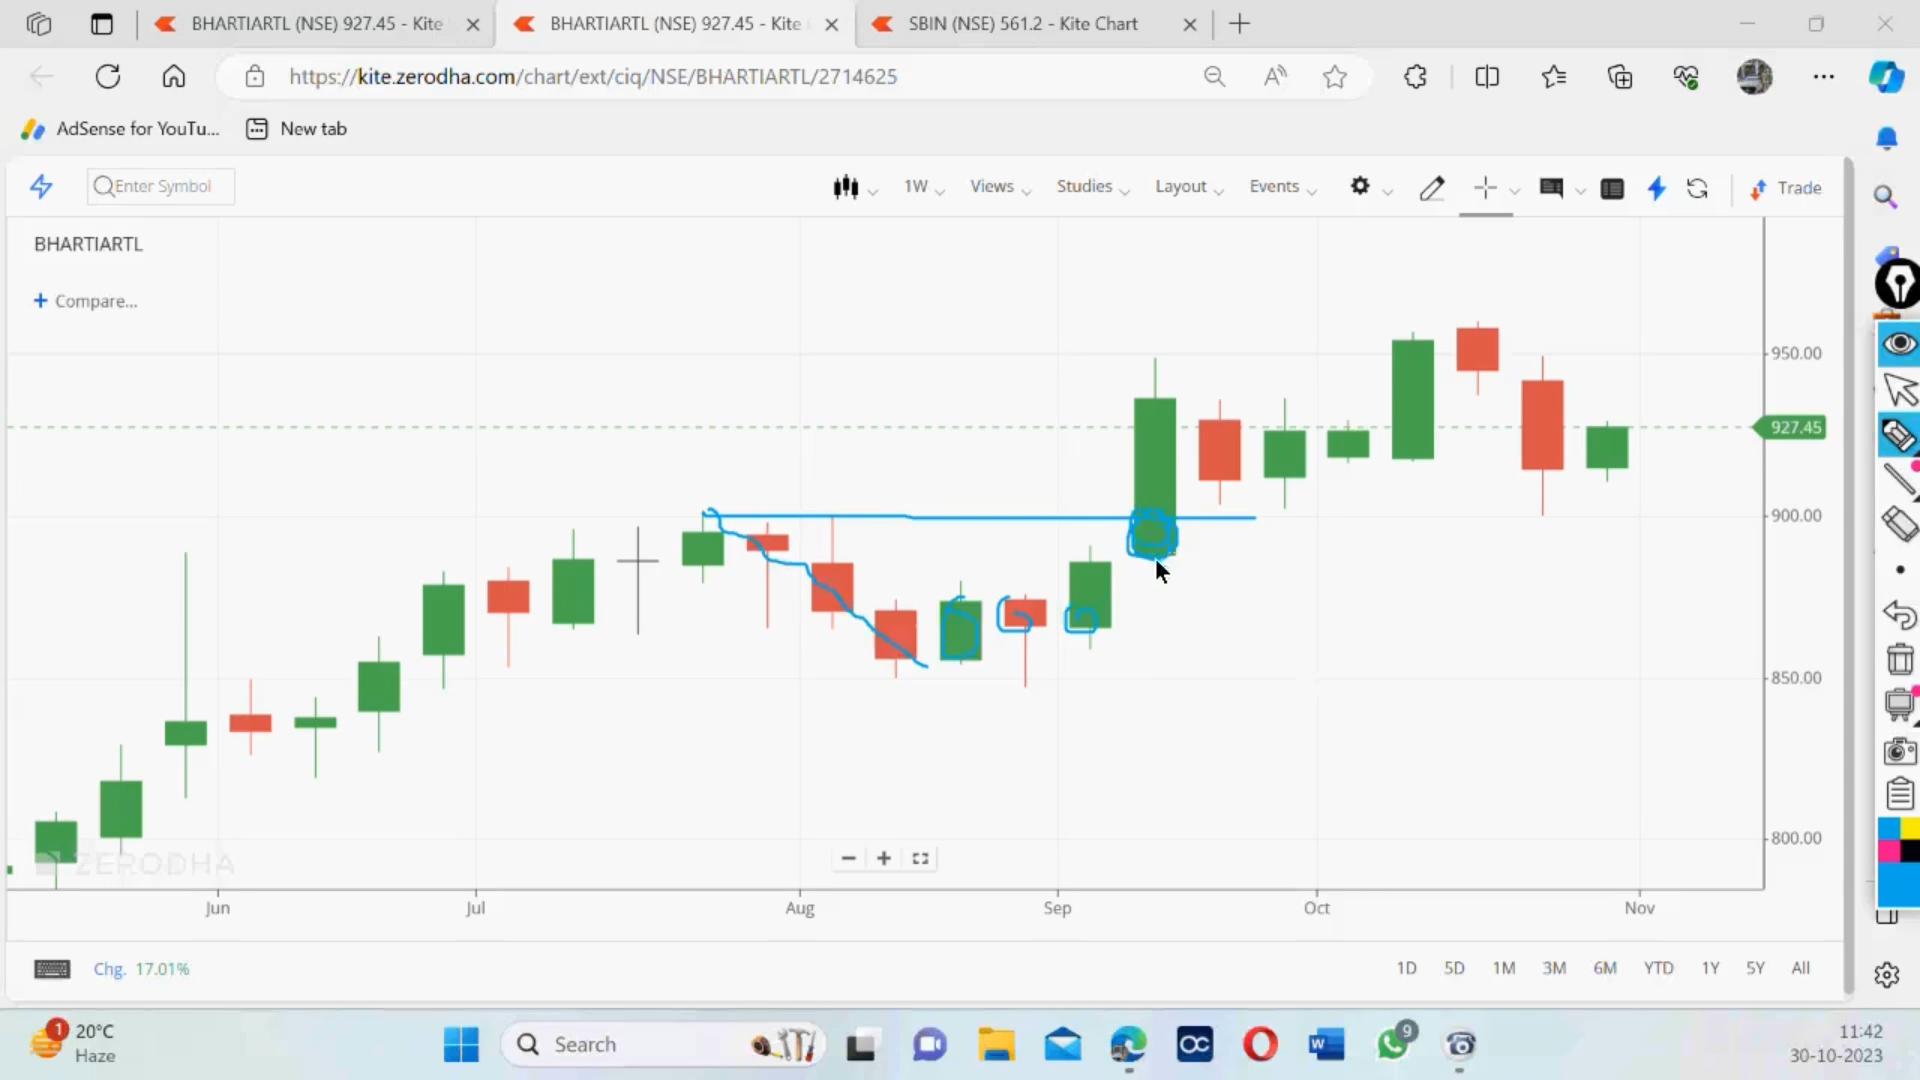 BHARTIARTL (NSE) 927.45 - Kite
BHARTIARTL (NSE) 927.45 - Kite
SBIN (NSE) 561.2 - Kite Chart
https://kite.zerodha.com/chart/ext/ciq/NSE/BHARTIARTL/2714625
AdSense for YouTu...
New tab
Enter Symbol
1W
Views
Studies
Layout
Events
Trade
BHARTIARTL
+ Compare...
950.00
927.45
900.00
850.00
800.00
ZERODHA
Jun
Jul
Aug
Sep
Oct
Nov
Chg. 17.01%
1D
5D
1M
3M
6M
YTD
1Y
5Y
All
1
20°C
Haze
Search
9
11:42
30-10-2023